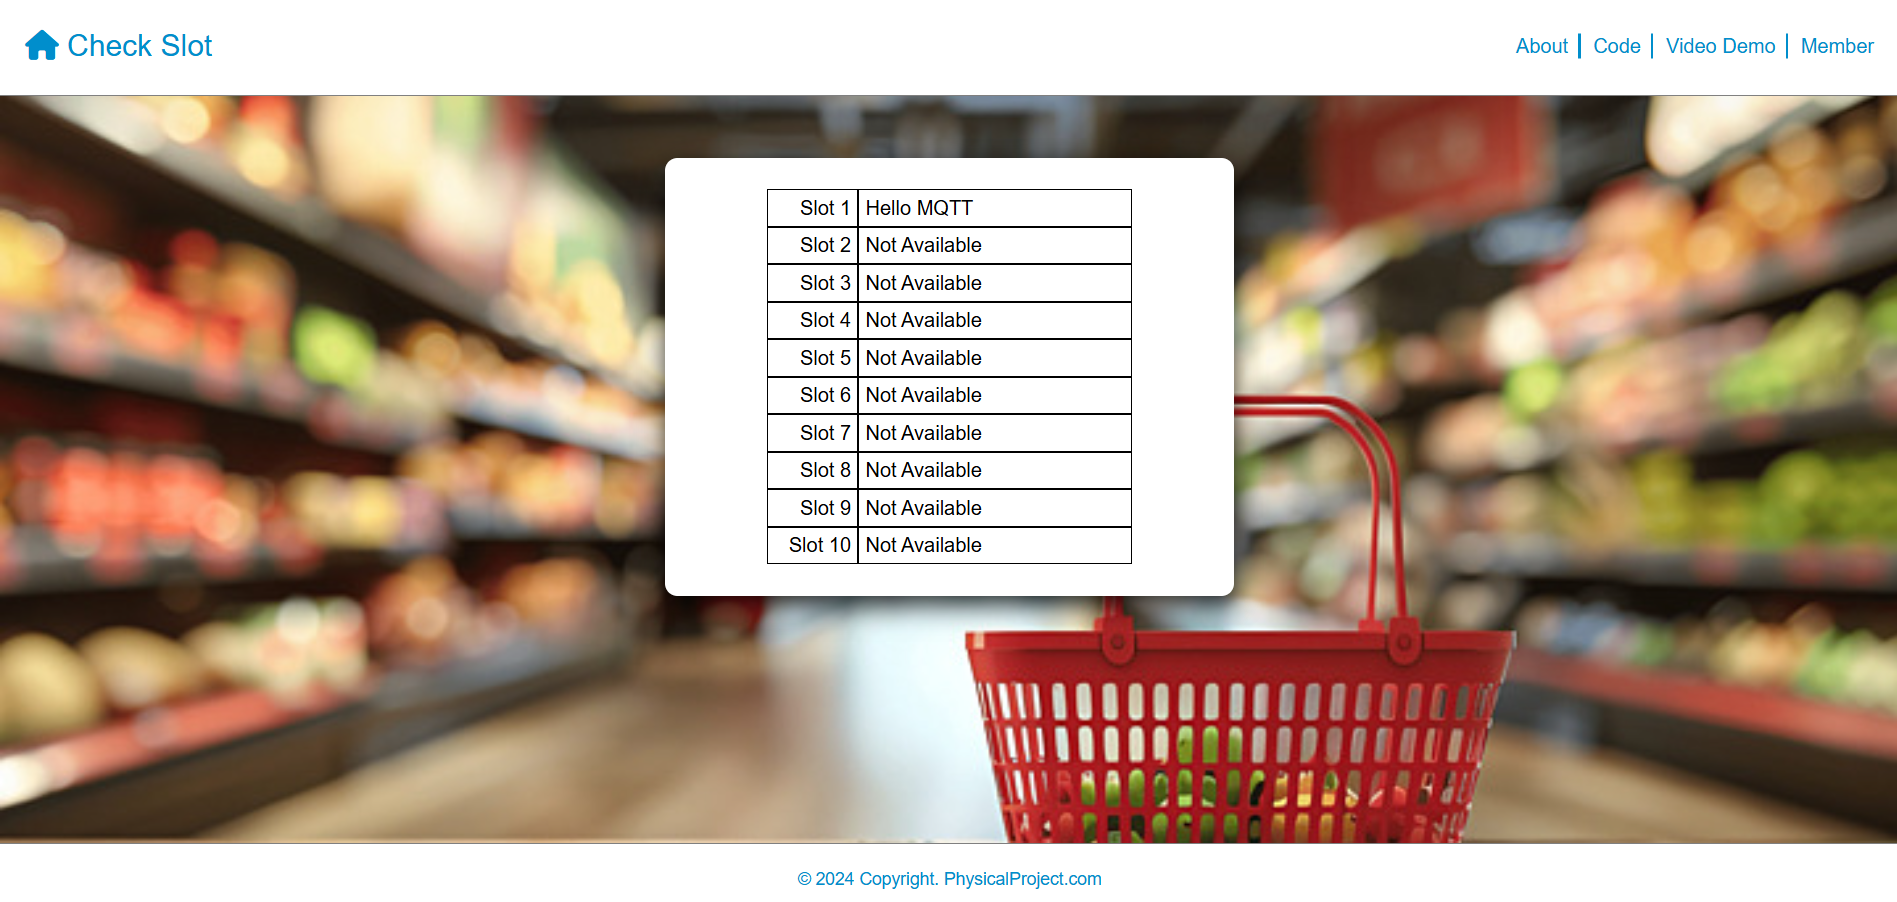 Check Slot
About
Code
Video Demo
Member
Slot 1 Hello MQTT
Slot 2 Not Available
Slot 3 Not Available
Slot 4 Not Available
Slot 5 Not Available
Slot 6 Not Available
Slot 7 Not Available
Slot 8 Not Available
Slot 9 Not Available
Slot 10 Not Available
© 2024 Copyright. PhysicalProject.com